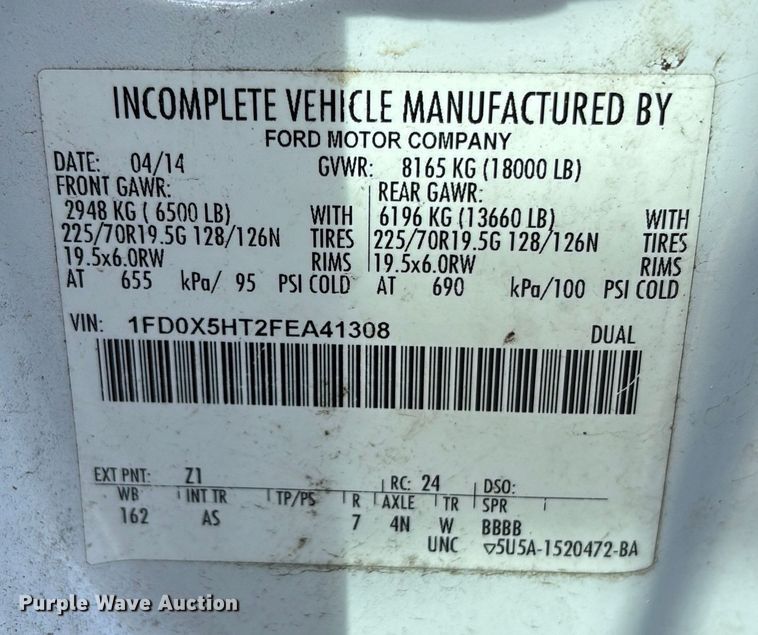 INCOMPLETE VEHICLE MANUFACTURED BY
FORD MOTOR COMPANY
DATE: 04/14 GVWR: 8165 KG (18000 LB)
FRONT GAWR: REAR GAWR:
2948 KG ( 6500 LB) WITH 6196 KG (13660 LB) WITH
225/70R19.5G 128/126N TIRES 225/70R19.5G 128/126N TIRES
19.5x6.0RW RIMS 19.5x6.0RW RIMS
AT 655 kPa/ 95 PSI COLD AT 690 kPa/100 PSI COLD
VIN: 1FD0X5HT2FEA41308 DUAL
EXT PNT: Z1 RC: 24 DSO:
WB INT TR TP/PS R AXLE TR SPR
162 AS 7 4N W BBBB
UNC ▽5U5A-1520472-BA
Purple Wave Auction